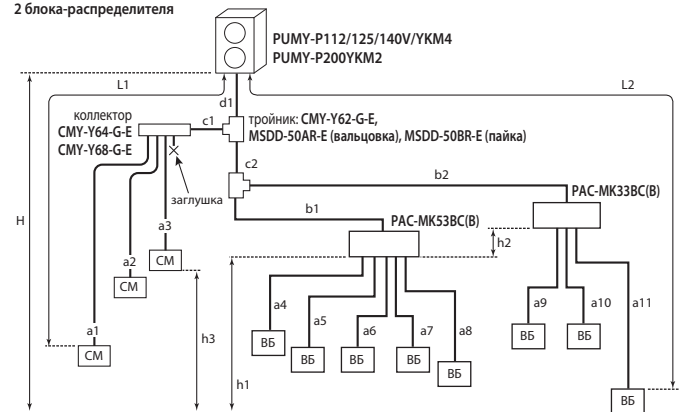 2 блока-распределителя
PUMY-P112/125/140V/YKM4
PUMY-P200YKM2
L1
L2
d1
коллектор
CMY-Y64-G-E
CMY-Y68-G-E
c1
тройник: CMY-Y62-G-E,
MSDD-50AR-E (вальцовка), MSDD-50BR-E (пайка)
c2
заглушка
b2
PAC-MK33BC(B)
H
b1
PAC-MK53BC(B)
a3
h2
a2
СМ
СМ
a1
СМ
h3
a4
a5
a6
a7
a8
a9
a10
a11
ВБ
ВБ
ВБ
ВБ
ВБ
ВБ
ВБ
h1
ВБ